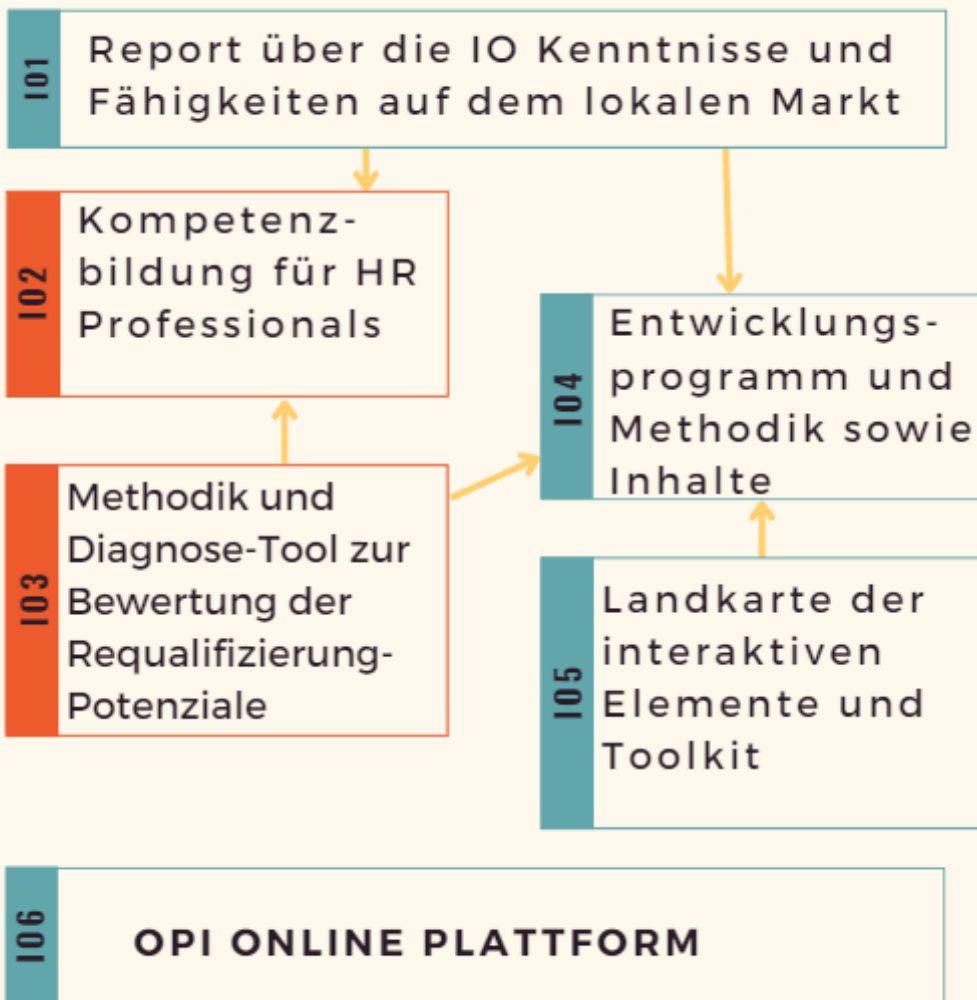 IO1
Report über die IO Kenntnisse und
Fähigkeiten auf dem lokalen Markt
IO2
Kompetenz-
bildung für HR
Professionals
IO3
Methodik und
Diagnose-Tool zur
Bewertung der
Requalifizierung-
Potenziale
IO4
Entwicklungs-
programm und
Methodik sowie
Inhalte
IO5
Landkarte der
interaktiven
Elemente und
Toolkit
IO6
OPI ONLINE PLATTFORM